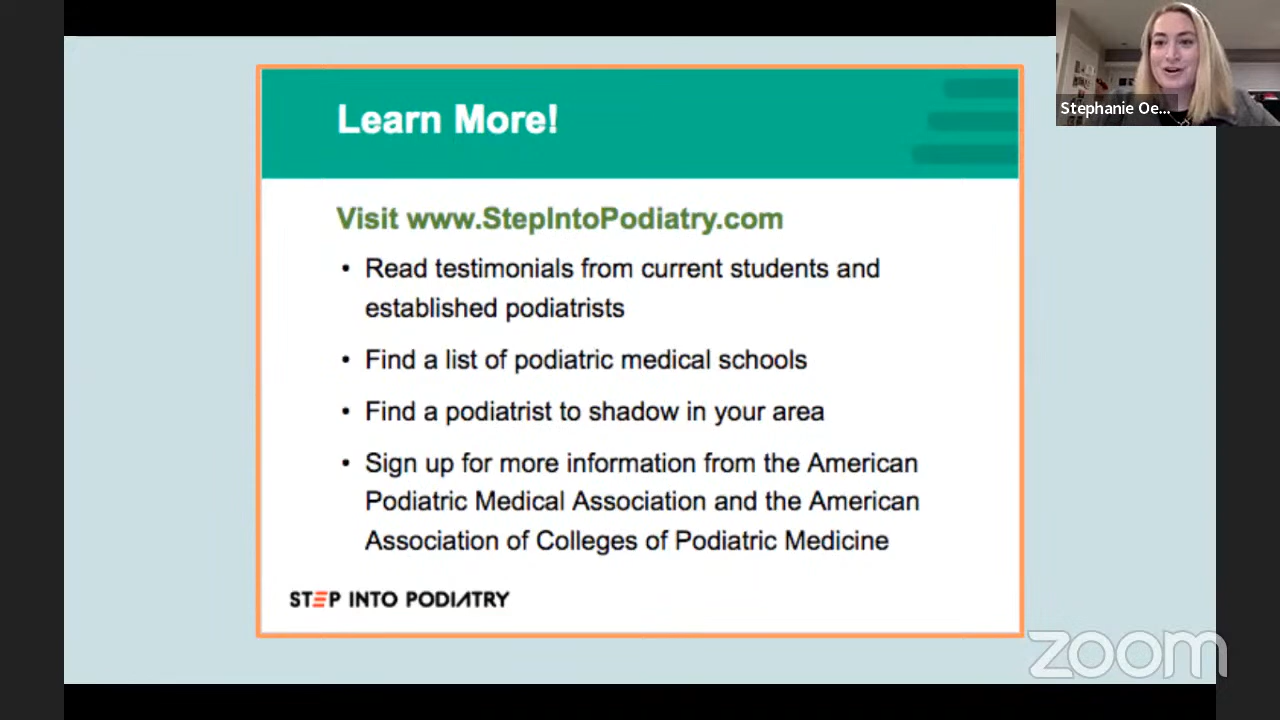 Learn More!
Stephanie Oe...
Visit www.StepIntoPodiatry.com
• Read testimonials from current students and
established podiatrists
• Find a list of podiatric medical schools
• Find a podiatrist to shadow in your area
• Sign up for more information from the American
Podiatric Medical Association and the American
Association of Colleges of Podiatric Medicine
STEP INTO PODIATRY
zoom